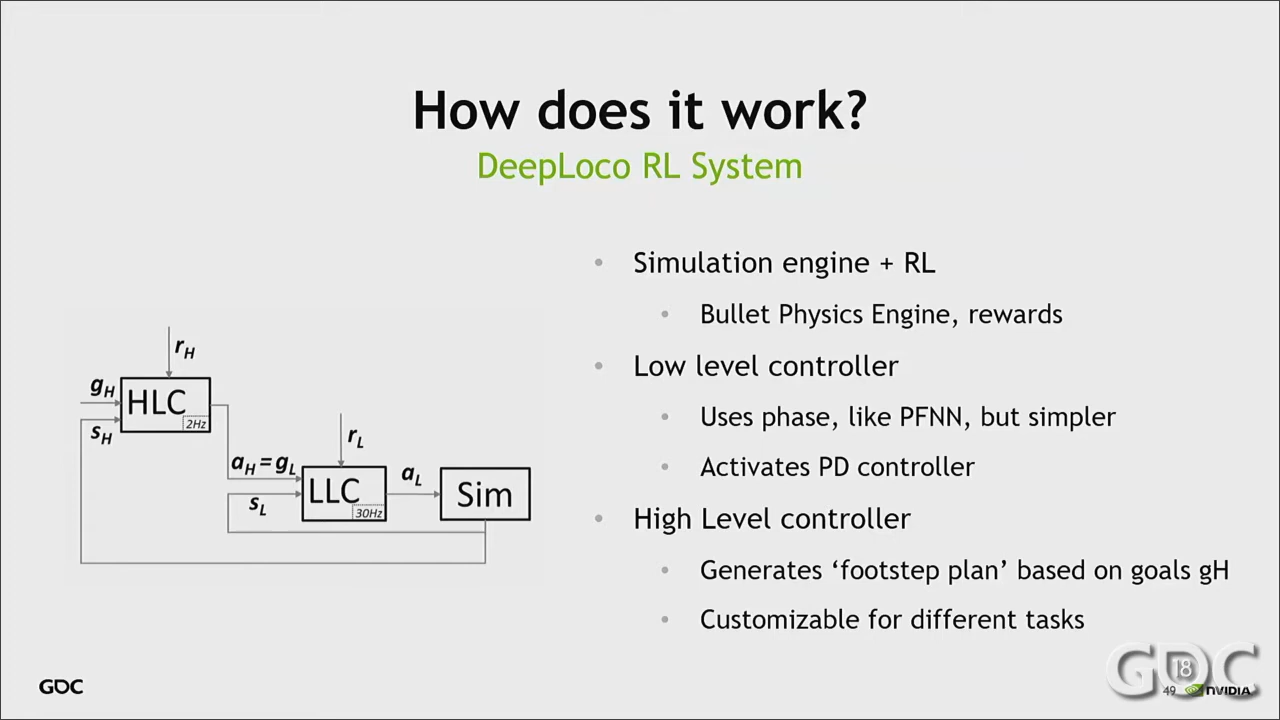 How does it work?
DeepLoco RL System
• Simulation engine + RL
• Bullet Physics Engine, rewards
• Low level controller
• Uses phase, like PFNN, but simpler
• Activates PD controller
• High Level controller
• Generates ‘footstep plan’ based on goals gH
• Customizable for different tasks
rH
gH
HLC
2Hz
sH
rL
aH = gL
LLC
30Hz
sL
aL
Sim
GDC
GDC
18
49
NVIDIA